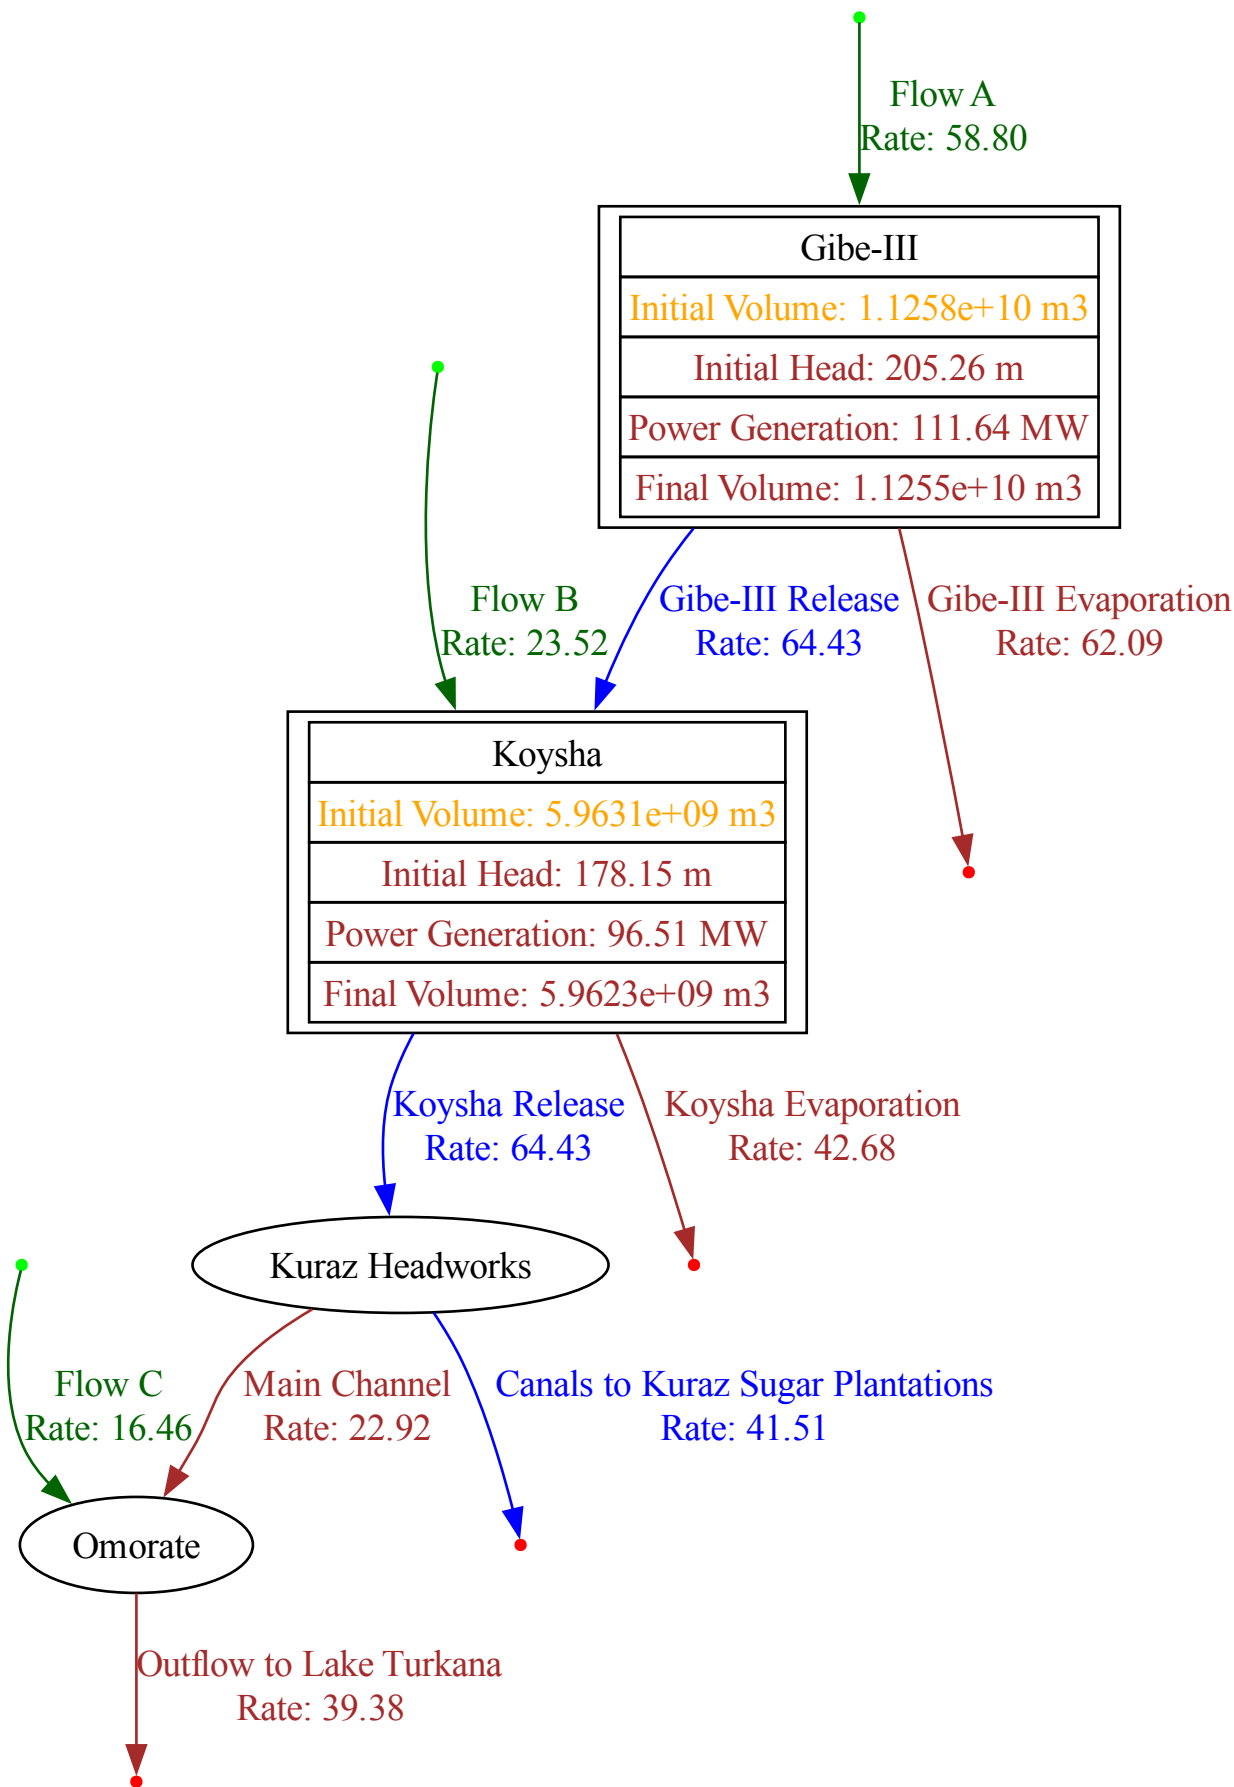 Flow A
Rate: 58.80
Gibe-III
Initial Volume: 1.1258e+10 m3
Initial Head: 205.26 m
Power Generation: 111.64 MW
Final Volume: 1.1255e+10 m3
Flow B
Rate: 23.52
Gibe-III Release
Rate: 64.43
Gibe-III Evaporation
Rate: 62.09
Koysha
Initial Volume: 5.9631e+09 m3
Initial Head: 178.15 m
Power Generation: 96.51 MW
Final Volume: 5.9623e+09 m3
Koysha Release
Rate: 64.43
Koysha Evaporation
Rate: 42.68
Kuraz Headworks
Flow C
Rate: 16.46
Main Channel
Rate: 22.92
Canals to Kuraz Sugar Plantations
Rate: 41.51
Omorate
Outflow to Lake Turkana
Rate: 39.38